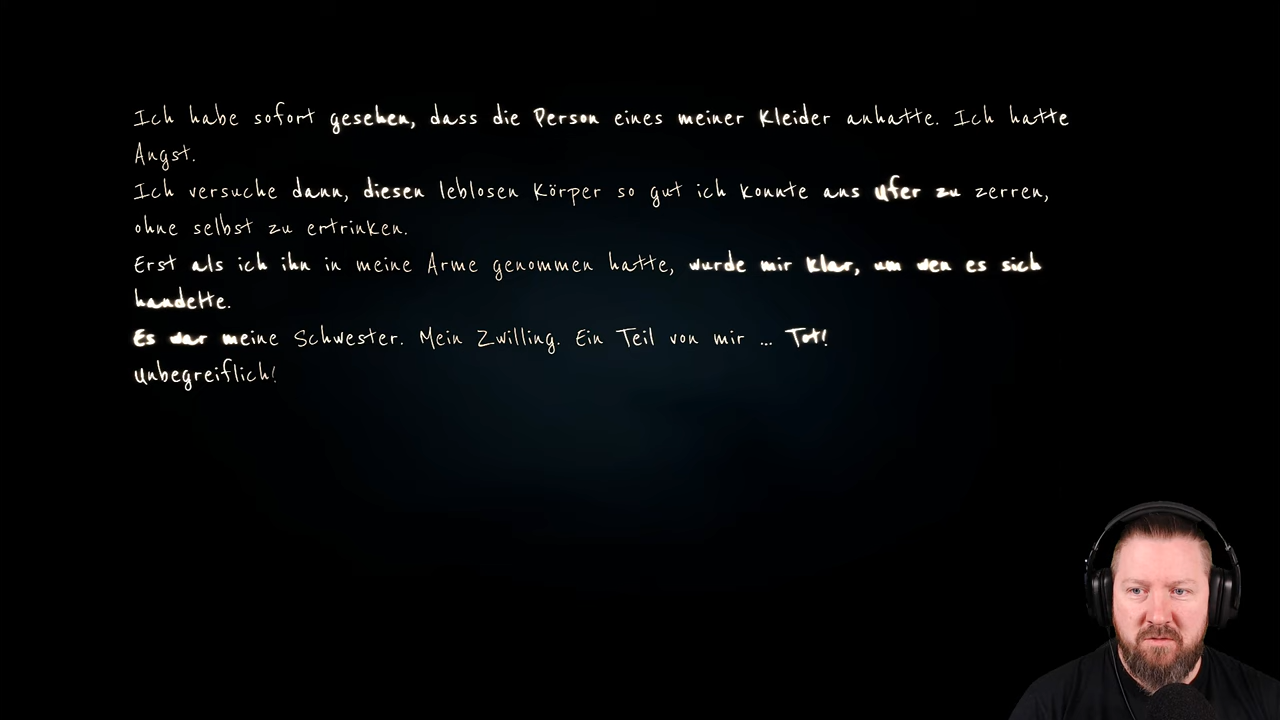 Ich habe sofort gesehen, dass die Person eines meiner Kleider anhatte. Ich hatte
Angst.
Ich versuche dann, diesen leblosen Körper so gut ich konnte ans Ufer zu zerren,
ohne selbst zu ertrinken.
Erst als ich ihn in meine Arme genommen hatte, wurde mir klar, um wen es sich
handelte.
Es war meine Schwester. Mein Zwilling. Ein Teil von mir ... Tot!
Unbegreiflich!